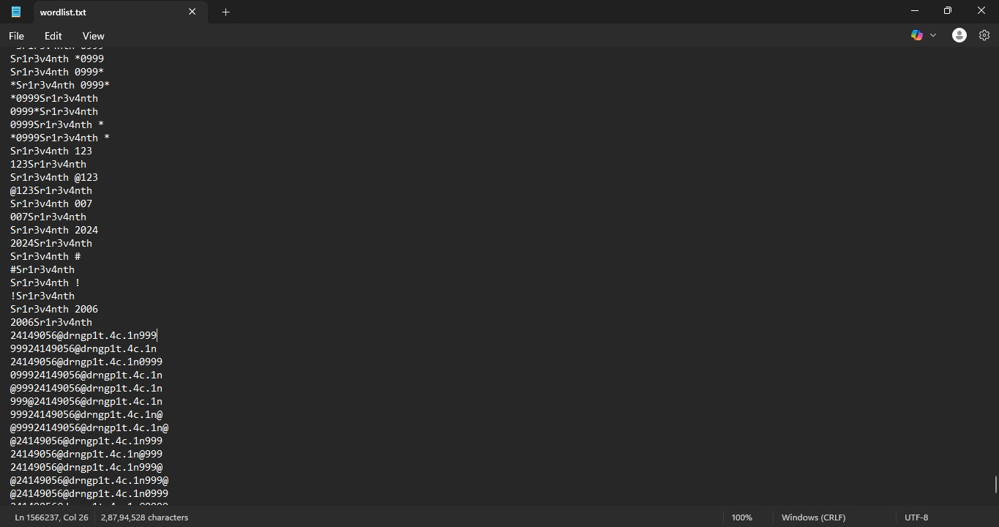 wordlist.txt
File Edit View
Sr1r3v4nth *0999
Sr1r3v4nth 0999*
*Sr1r3v4nth 0999*
*0999Sr1r3v4nth
0999*Sr1r3v4nth
0999Sr1r3v4nth *
*0999Sr1r3v4nth *
Sr1r3v4nth 123
123Sr1r3v4nth
Sr1r3v4nth @123
@123Sr1r3v4nth
Sr1r3v4nth 007
007Sr1r3v4nth
Sr1r3v4nth 2024
2024Sr1r3v4nth
Sr1r3v4nth #
#Sr1r3v4nth
Sr1r3v4nth !
!Sr1r3v4nth
Sr1r3v4nth 2006
2006Sr1r3v4nth
24149056@drngp1t.4c.1n999
99924149056@drngp1t.4c.1n
24149056@drngp1t.4c.1n0999
099924149056@drngp1t.4c.1n
@99924149056@drngp1t.4c.1n
999@24149056@drngp1t.4c.1n
99924149056@drngp1t.4c.1n@
@99924149056@drngp1t.4c.1n@
@24149056@drngp1t.4c.1n999
24149056@drngp1t.4c.1n@999
24149056@drngp1t.4c.1n999@
@24149056@drngp1t.4c.1n999@
@24149056@drngp1t.4c.1n0999
Ln 1566237, Col 26 2,87,94,528 characters 100% Windows (CRLF) UTF-8